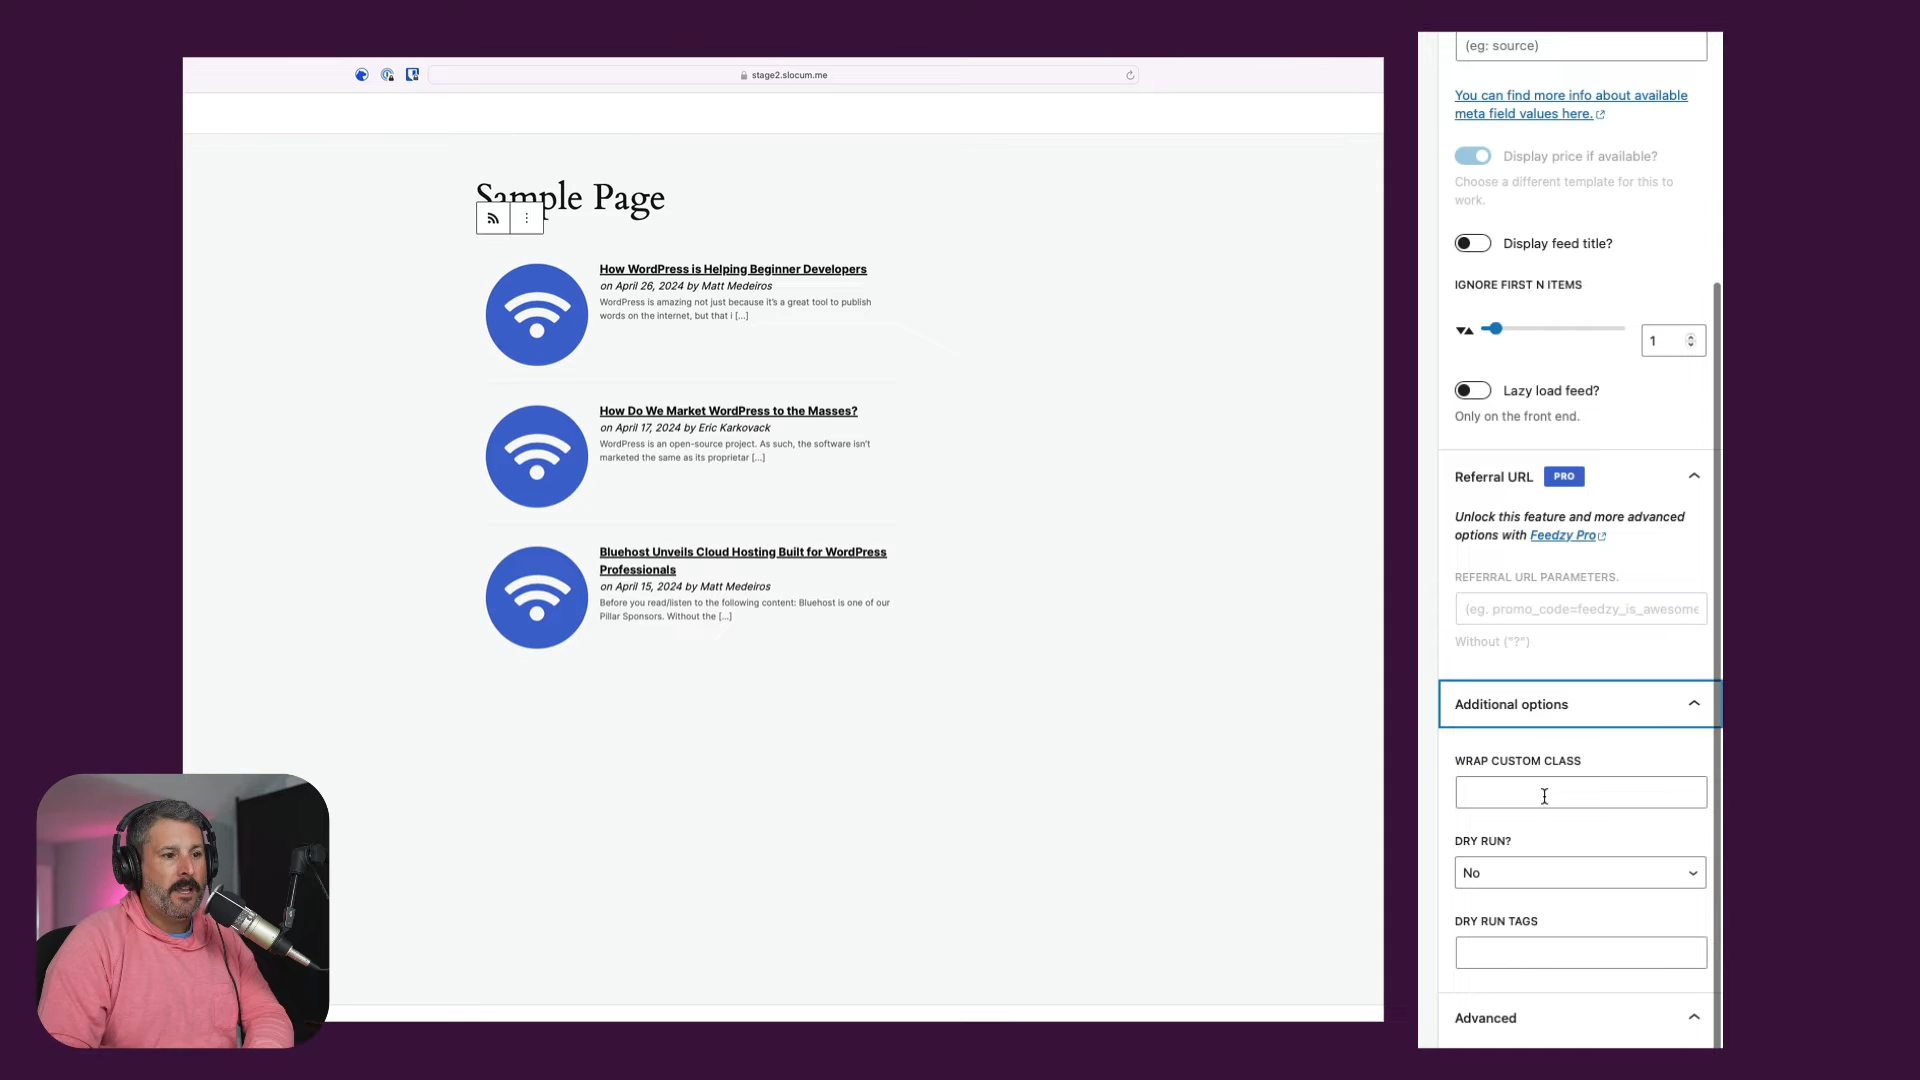 stage2.slocum.me
Sample Page
How WordPress is Helping Beginner Developers
on April 26, 2024 by Matt Medeiros
WordPress is amazing not just because it's a great tool to publish
words on the internet, but that i [...]
How Do We Market WordPress to the Masses?
on April 17, 2024 by Eric Karkovack
WordPress is an open-source project. As such, the software isn't
marketed the same as its proprietar [...]
Bluehost Unveils Cloud Hosting Built for WordPress
Professionals
on April 15, 2024 by Matt Medeiros
Before you read/listen to the following content: Bluehost is one of our
Pillar Sponsors. Without the [...]
(eg: source)
You can find more info about available
meta field values here.
Display price if available?
Choose a different template for this to
work.
Display feed title?
IGNORE FIRST N ITEMS
1
Lazy load feed?
Only on the front end.
Referral URL PRO
Unlock this feature and more advanced
options with Feedzy Pro
REFERRAL URL PARAMETERS.
(eg. promo_code=feedzy_is_awesome
Without ("?")
Additional options
WRAP CUSTOM CLASS
DRY RUN?
No
DRY RUN TAGS
Advanced